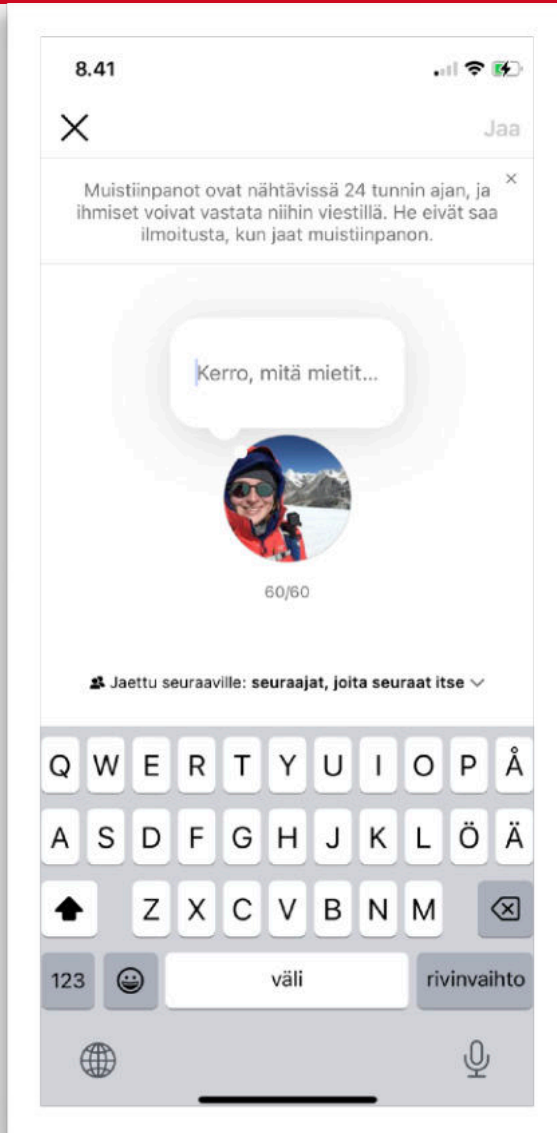 8.41
Jaa
Muistiinpanot ovat nähtävissä 24 tunnin ajan, ja
ihmiset voivat vastata niihin viestillä. He eivät saa
ilmoitusta, kun jaat muistiinpanon.
Kerro, mitä mietit...
60/60
Jaettu seuraaville: seuraajat, joita seuraat itse
Q W E R T Y U I O P Å
A S D F G H J K L Ö Ä
Z X C V B N M
123 väli rivinvaihto